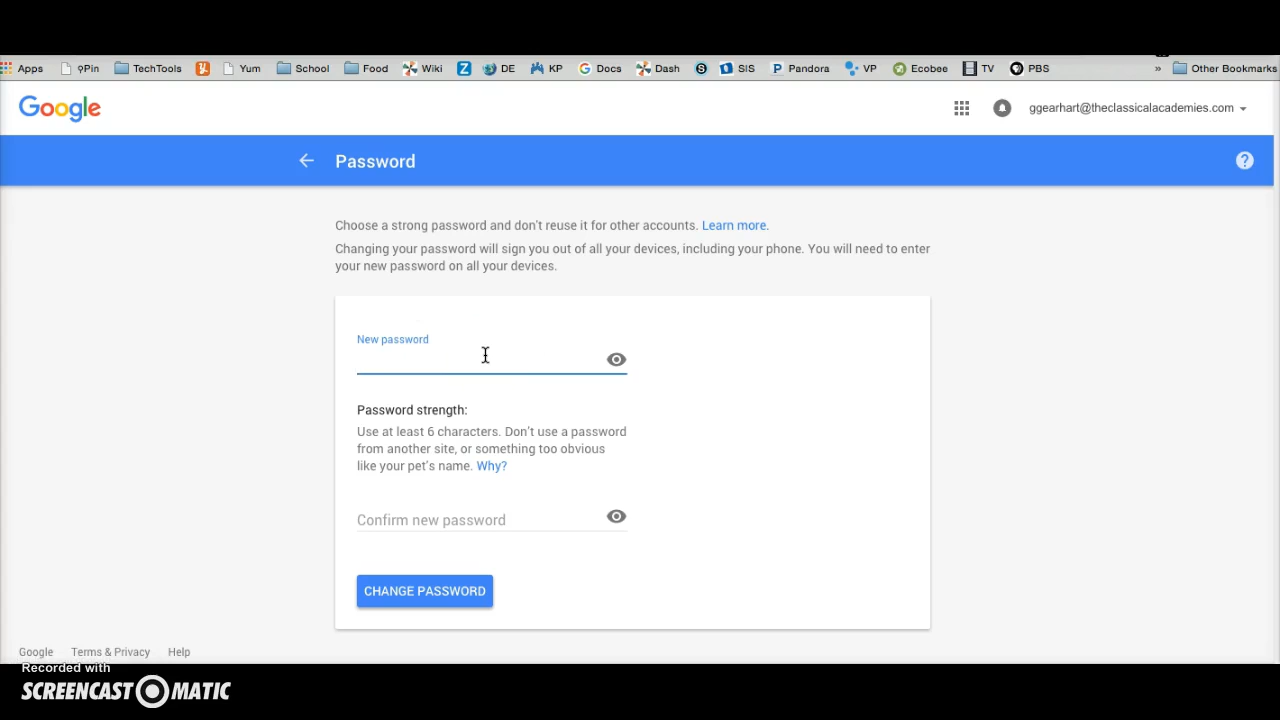 Apps 9Pin TechTools Yum School Food Wiki Z DE KP Docs Dash S SIS P Pandora VP Ecobee TV PBS » Other Bookmarks
Google ggearhart@theclassicalacademies.com
Password ?
Choose a strong password and don't reuse it for other accounts. Learn more.
Changing your password will sign you out of all your devices, including your phone. You will need to enter
your new password on all your devices.
New password
Password strength:
Use at least 6 characters. Don't use a password
from another site, or something too obvious
like your pet's name. Why?
Confirm new password
CHANGE PASSWORD
Google Terms & Privacy Help
Recorded with
SCREENCAST MATIC